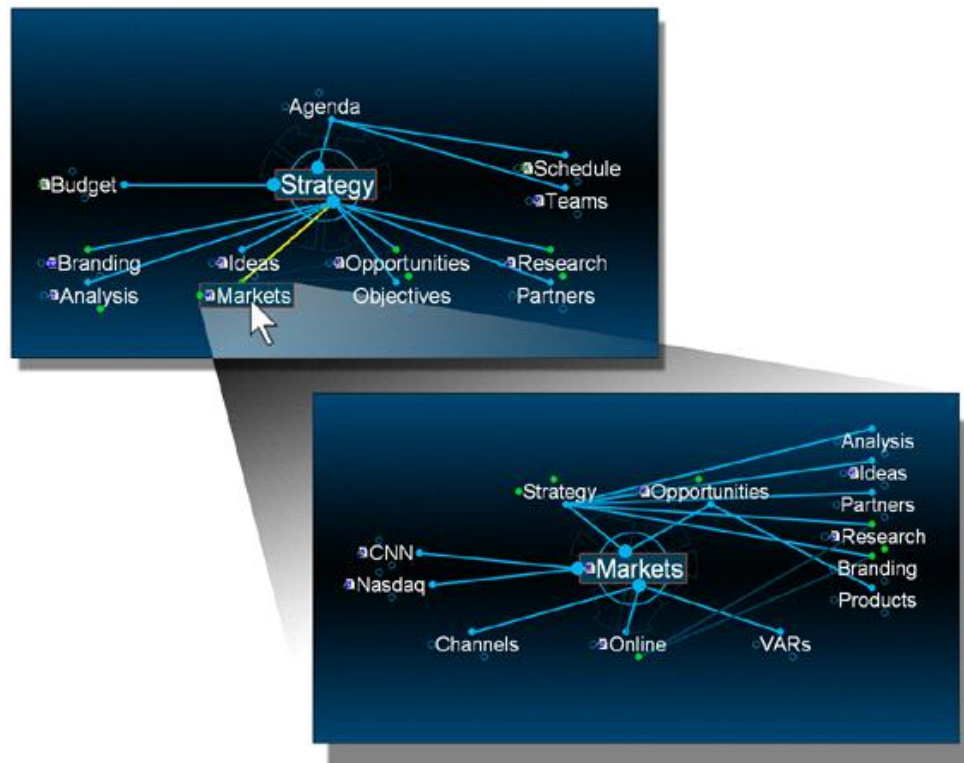 Agenda
Schedule
Budget
Strategy
Teams
Branding
Ideas
Opportunities
Research
Analysis
Markets
Objectives
Partners
Analysis
Ideas
Strategy
Opportunities
Partners
Research
CNN
Markets
Branding
Nasdaq
Products
Channels
Online
VARs